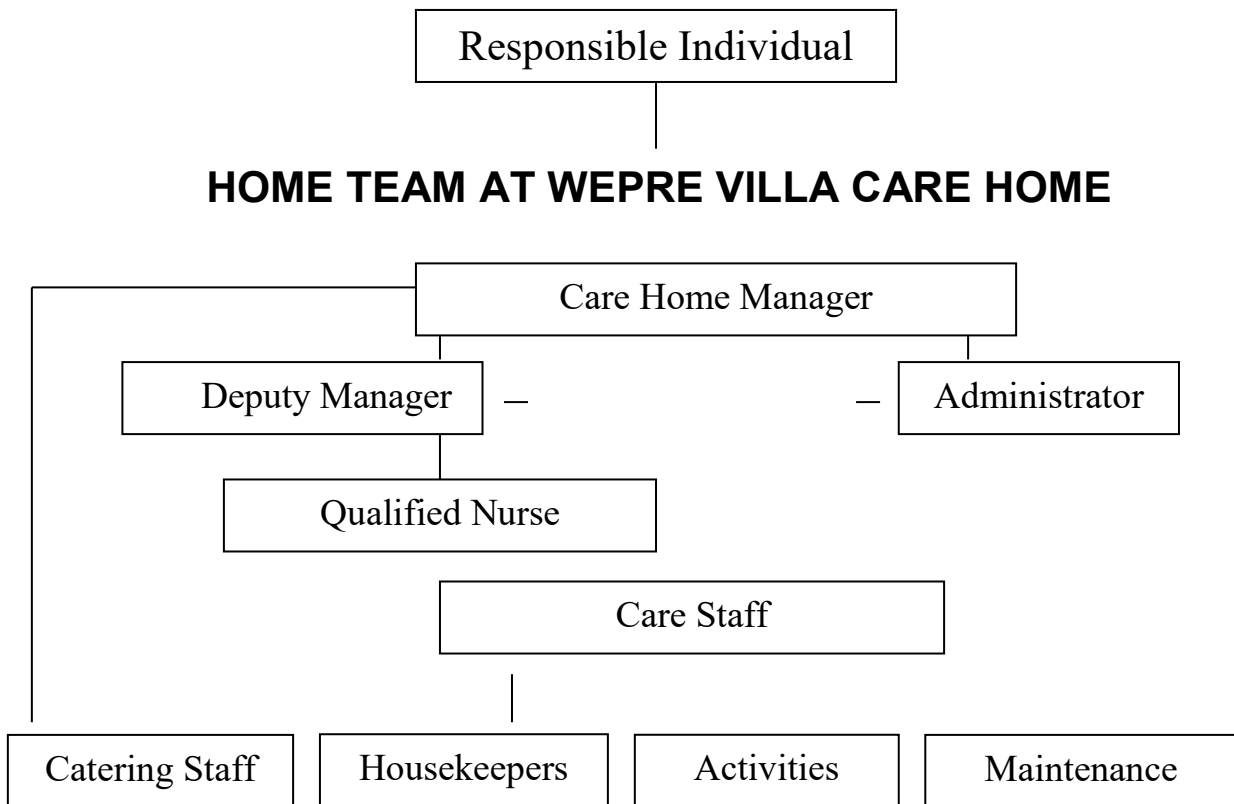 Responsible Individual
HOME TEAM AT WEPRE VILLA CARE HOME
Care Home Manager
Deputy Manager
Administrator
Qualified Nurse
Care Staff
Catering Staff
Housekeepers
Activities
Maintenance